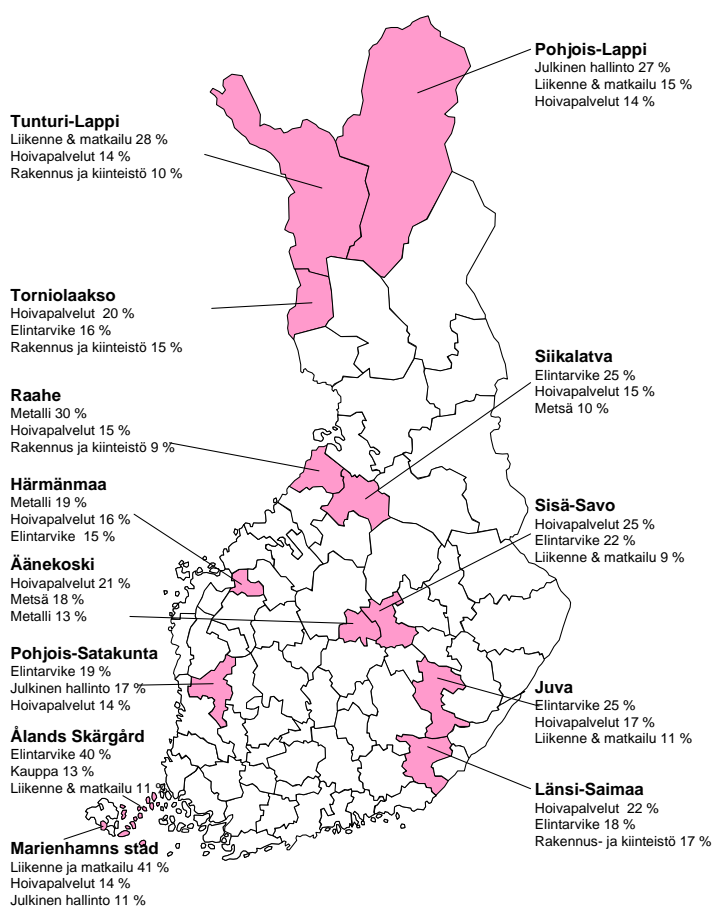 Pohjois-Lappi
Julkinen hallinto 27 %
Liikenne & matkailu 15 %
Hoivapalvelut 14 %
Tunturi-Lappi
Liikenne & matkailu 28 %
Hoivapalvelut 14 %
Rakennus ja kiinteistö 10 %
Torniolaakso
Hoivapalvelut 20 %
Elintarvike 16 %
Rakennus ja kiinteistö 15 %
Siikalatva
Elintarvike 25 %
Hoivapalvelut 15 %
Metsä 10 %
Raahe
Metalli 30 %
Hoivapalvelut 15 %
Rakennus ja kiinteistö 9 %
Härmänmaa
Metalli 19 %
Hoivapalvelut 16 %
Elintarvike 15 %
Sisä-Savo
Hoivapalvelut 25 %
Elintarvike 22 %
Liikenne & matkailu 9 %
Äänekoski
Hoivapalvelut 21 %
Metsä 18 %
Metalli 13 %
Pohjois-Satakunta
Elintarvike 19 %
Julkinen hallinto 17 %
Hoivapalvelut 14 %
Juva
Elintarvike 25 %
Hoivapalvelut 17 %
Liikenne & matkailu 11 %
Ålands Skärgård
Elintarvike 40 %
Kauppa 13 %
Liikenne & matkailu 11 %
Länsi-Saimaa
Hoivapalvelut 22 %
Elintarvike 18 %
Rakennus- ja kiinteistö 17 %
Marienhamns stad
Liikenne ja matkailu 41 %
Hoivapalvelut 14 %
Julkinen hallinto 11 %